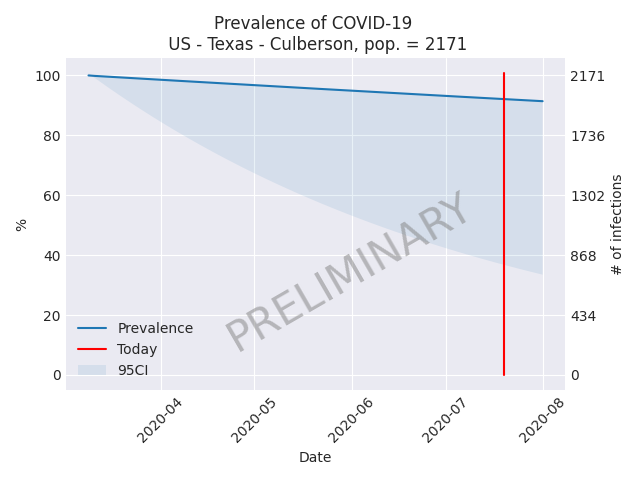 Prevalence of COVID-19
US - Texas - Culberson, pop. = 2171
100
80
60
40
20
0
%
2171
1736
1302
868
434
0
# of infections
PRELIMINARY
Prevalence
Today
95CI
2020-04
2020-05
2020-06
2020-07
2020-08
Date